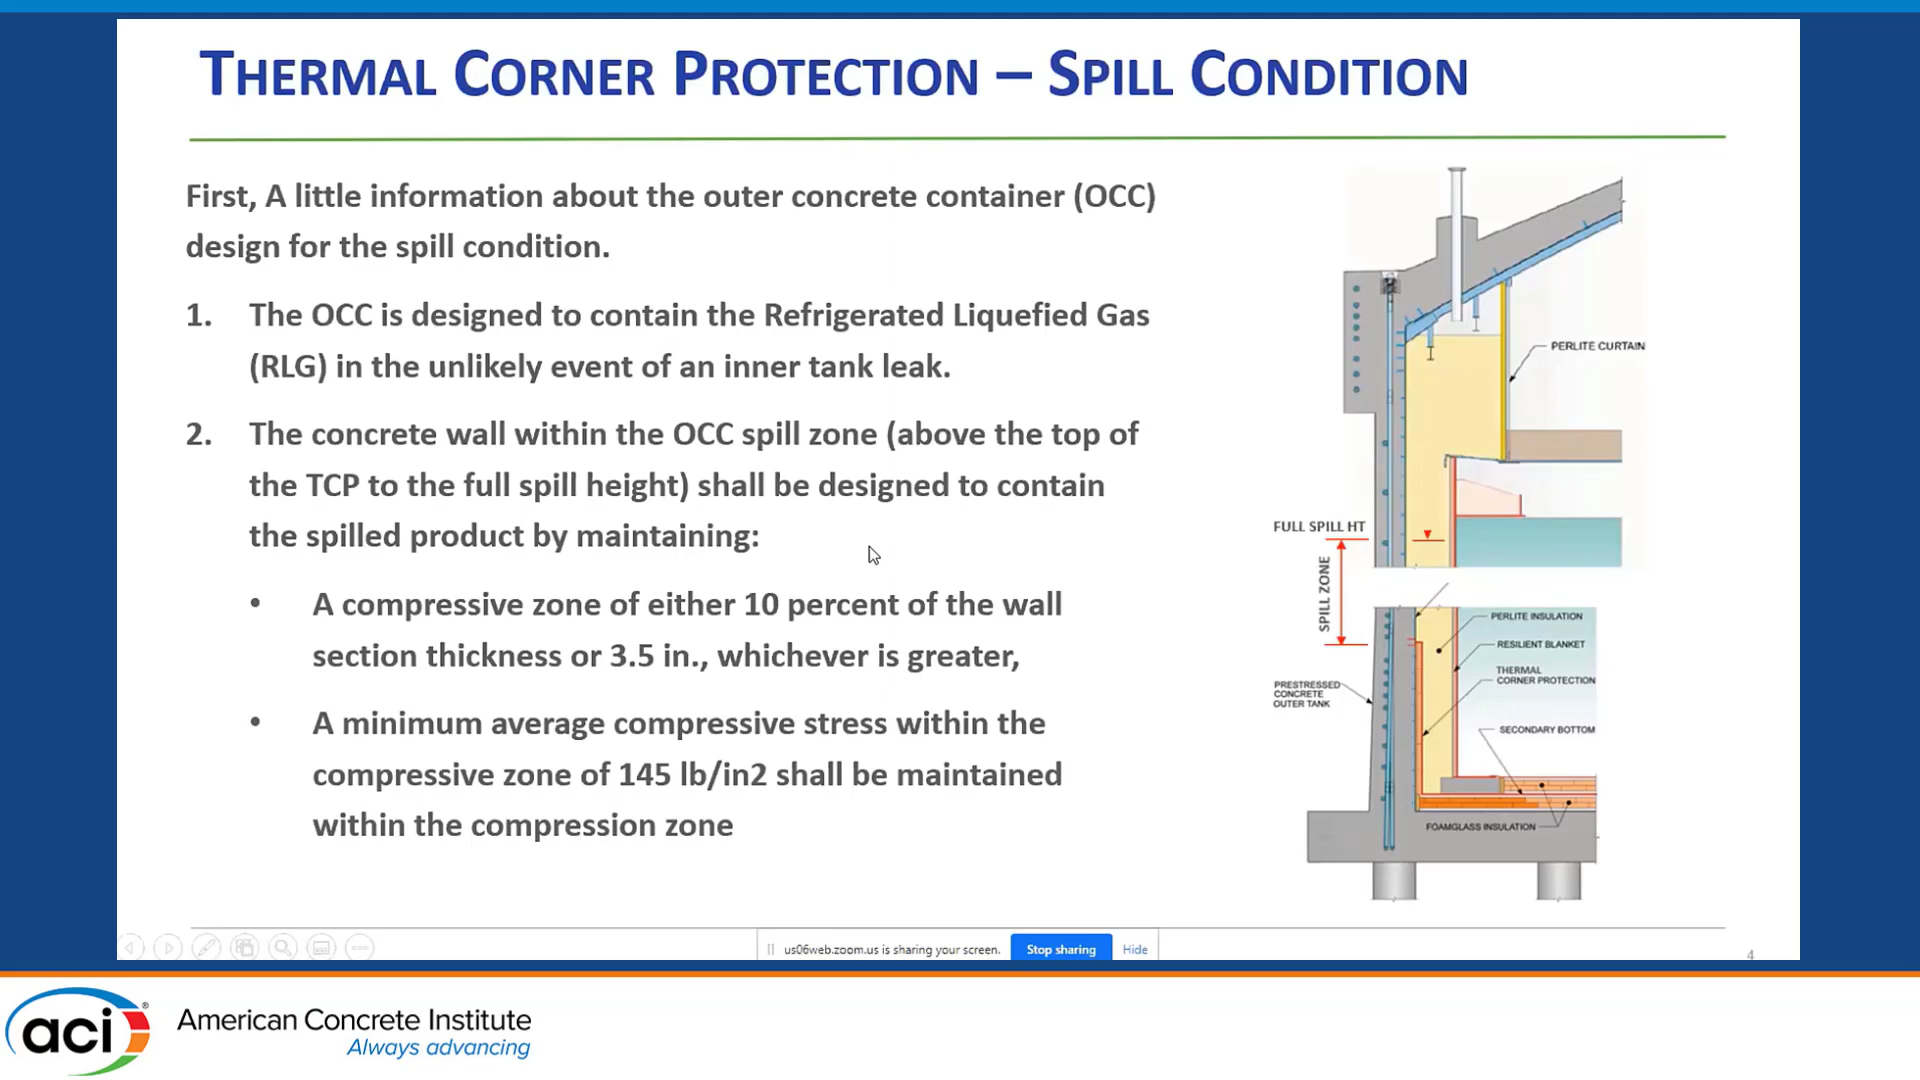 THERMAL CORNER PROTECTION – SPILL CONDITION
First, A little information about the outer concrete container (OCC)
design for the spill condition.
1. The OCC is designed to contain the Refrigerated Liquefied Gas
(RLG) in the unlikely event of an inner tank leak.
2. The concrete wall within the OCC spill zone (above the top of
the TCP to the full spill height) shall be designed to contain
the spilled product by maintaining:
• A compressive zone of either 10 percent of the wall
section thickness or 3.5 in., whichever is greater,
• A minimum average compressive stress within the
compressive zone of 145 lb/in2 shall be maintained
within the compression zone
PERLITE CURTAIN
FULL SPILL HT
SPILL ZONE
PERLITE INSULATION
RESILIENT BLANKET
THERMAL
CORNER PROTECTION
PRESTRESSED
CONCRETE
OUTER TANK
SECONDARY BOTTOM
FOAMGLASS INSULATION
us06web.zoom.us is sharing your screen.
Stop sharing
Hide
4
aci®
American Concrete Institute
Always advancing